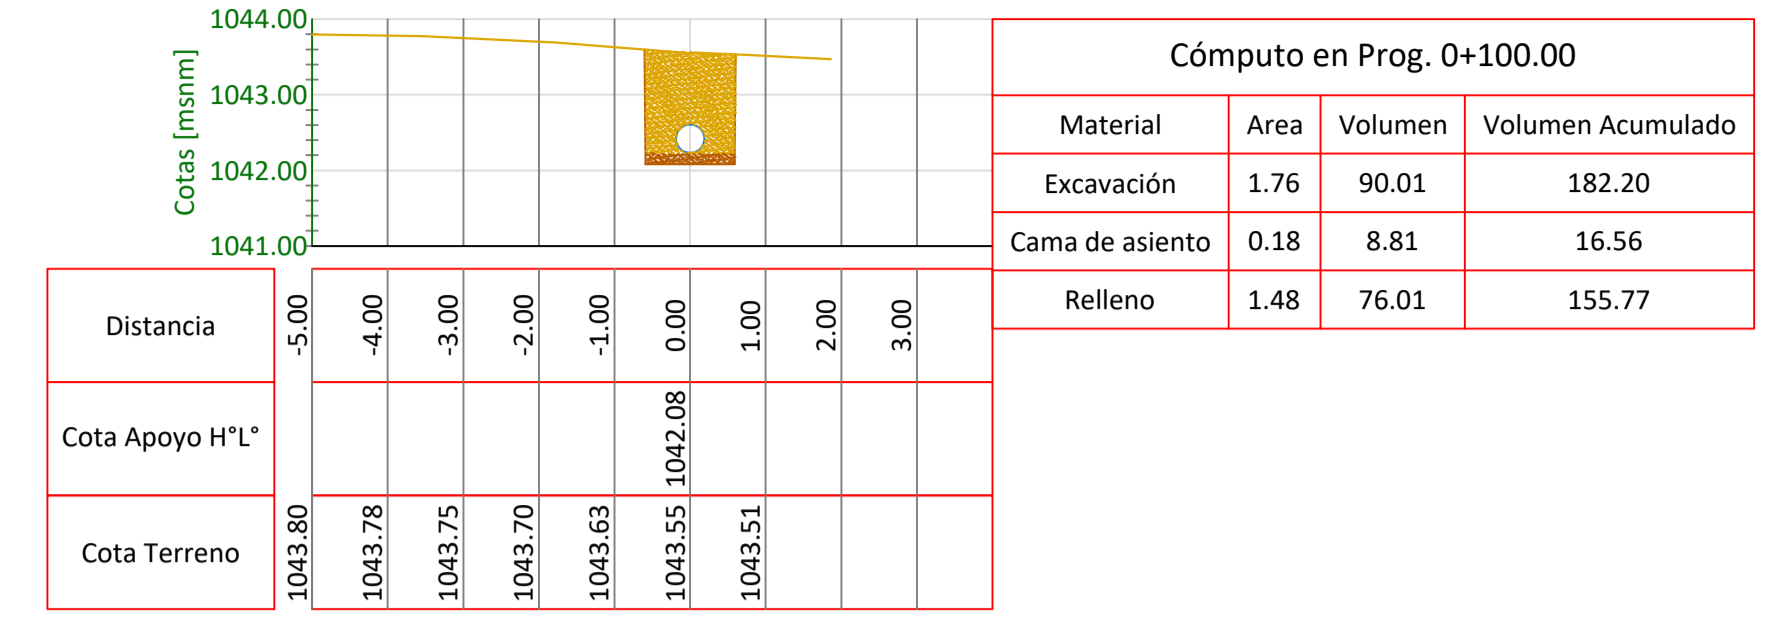 1044.00
1043.00
1042.00
1041.00
Cotas [msnm]
Cómputo en Prog. 0+100.00
Material Area Volumen Volumen Acumulado
Excavación 1.76 90.01 182.20
Cama de asiento 0.18 8.81 16.56
Relleno 1.48 76.01 155.77
Distancia -5.00 -4.00 -3.00 -2.00 -1.00 0.00 1.00 2.00 3.00
Cota Apoyo H°L° 1042.08
Cota Terreno 1043.80 1043.78 1043.75 1043.70 1043.63 1043.55 1043.51